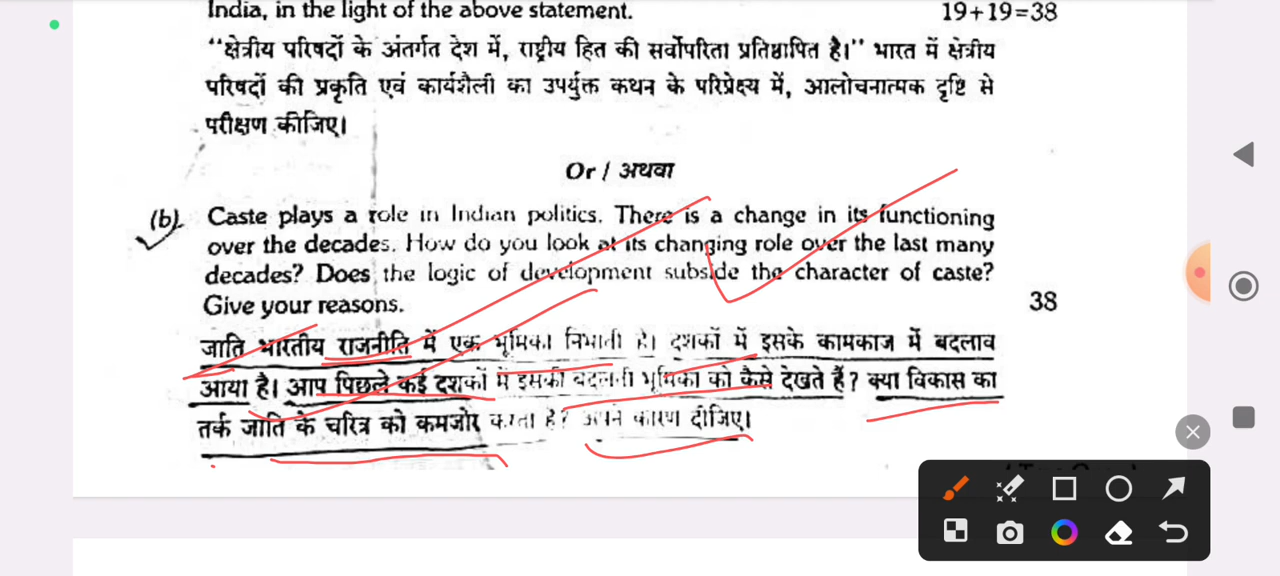 India, in the light of the above statement. 19+19=38
“क्षेत्रीय परिषदों के अंतर्गत देश में, राष्ट्रीय हित की सर्वोपरिता प्रतिष्ठापित है।” भारत में क्षेत्रीय
परिषदों की प्रकृति एवं कार्यशैली का उपर्युक्त कथन के परिप्रेक्ष्य में, आलोचनात्मक दृष्टि से
परीक्षण कीजिए।
Or / अथवा
(b) Caste plays a role in Indian politics. There is a change in its functioning
over the decades. How do you look at its changing role over the last many
decades? Does the logic of development subside the character of caste?
Give your reasons. 38
जाति भारतीय राजनीति में एक भूमिका निभाती है। दशकों में इसके कामकाज में बदलाव
आया है। आप पिछले कई दशकों में इसकी बदलती भूमिका को कैसे देखते हैं? क्या विकास का
तर्क जाति के चरित्र को कमजोर करता है? अपने कारण दीजिए।